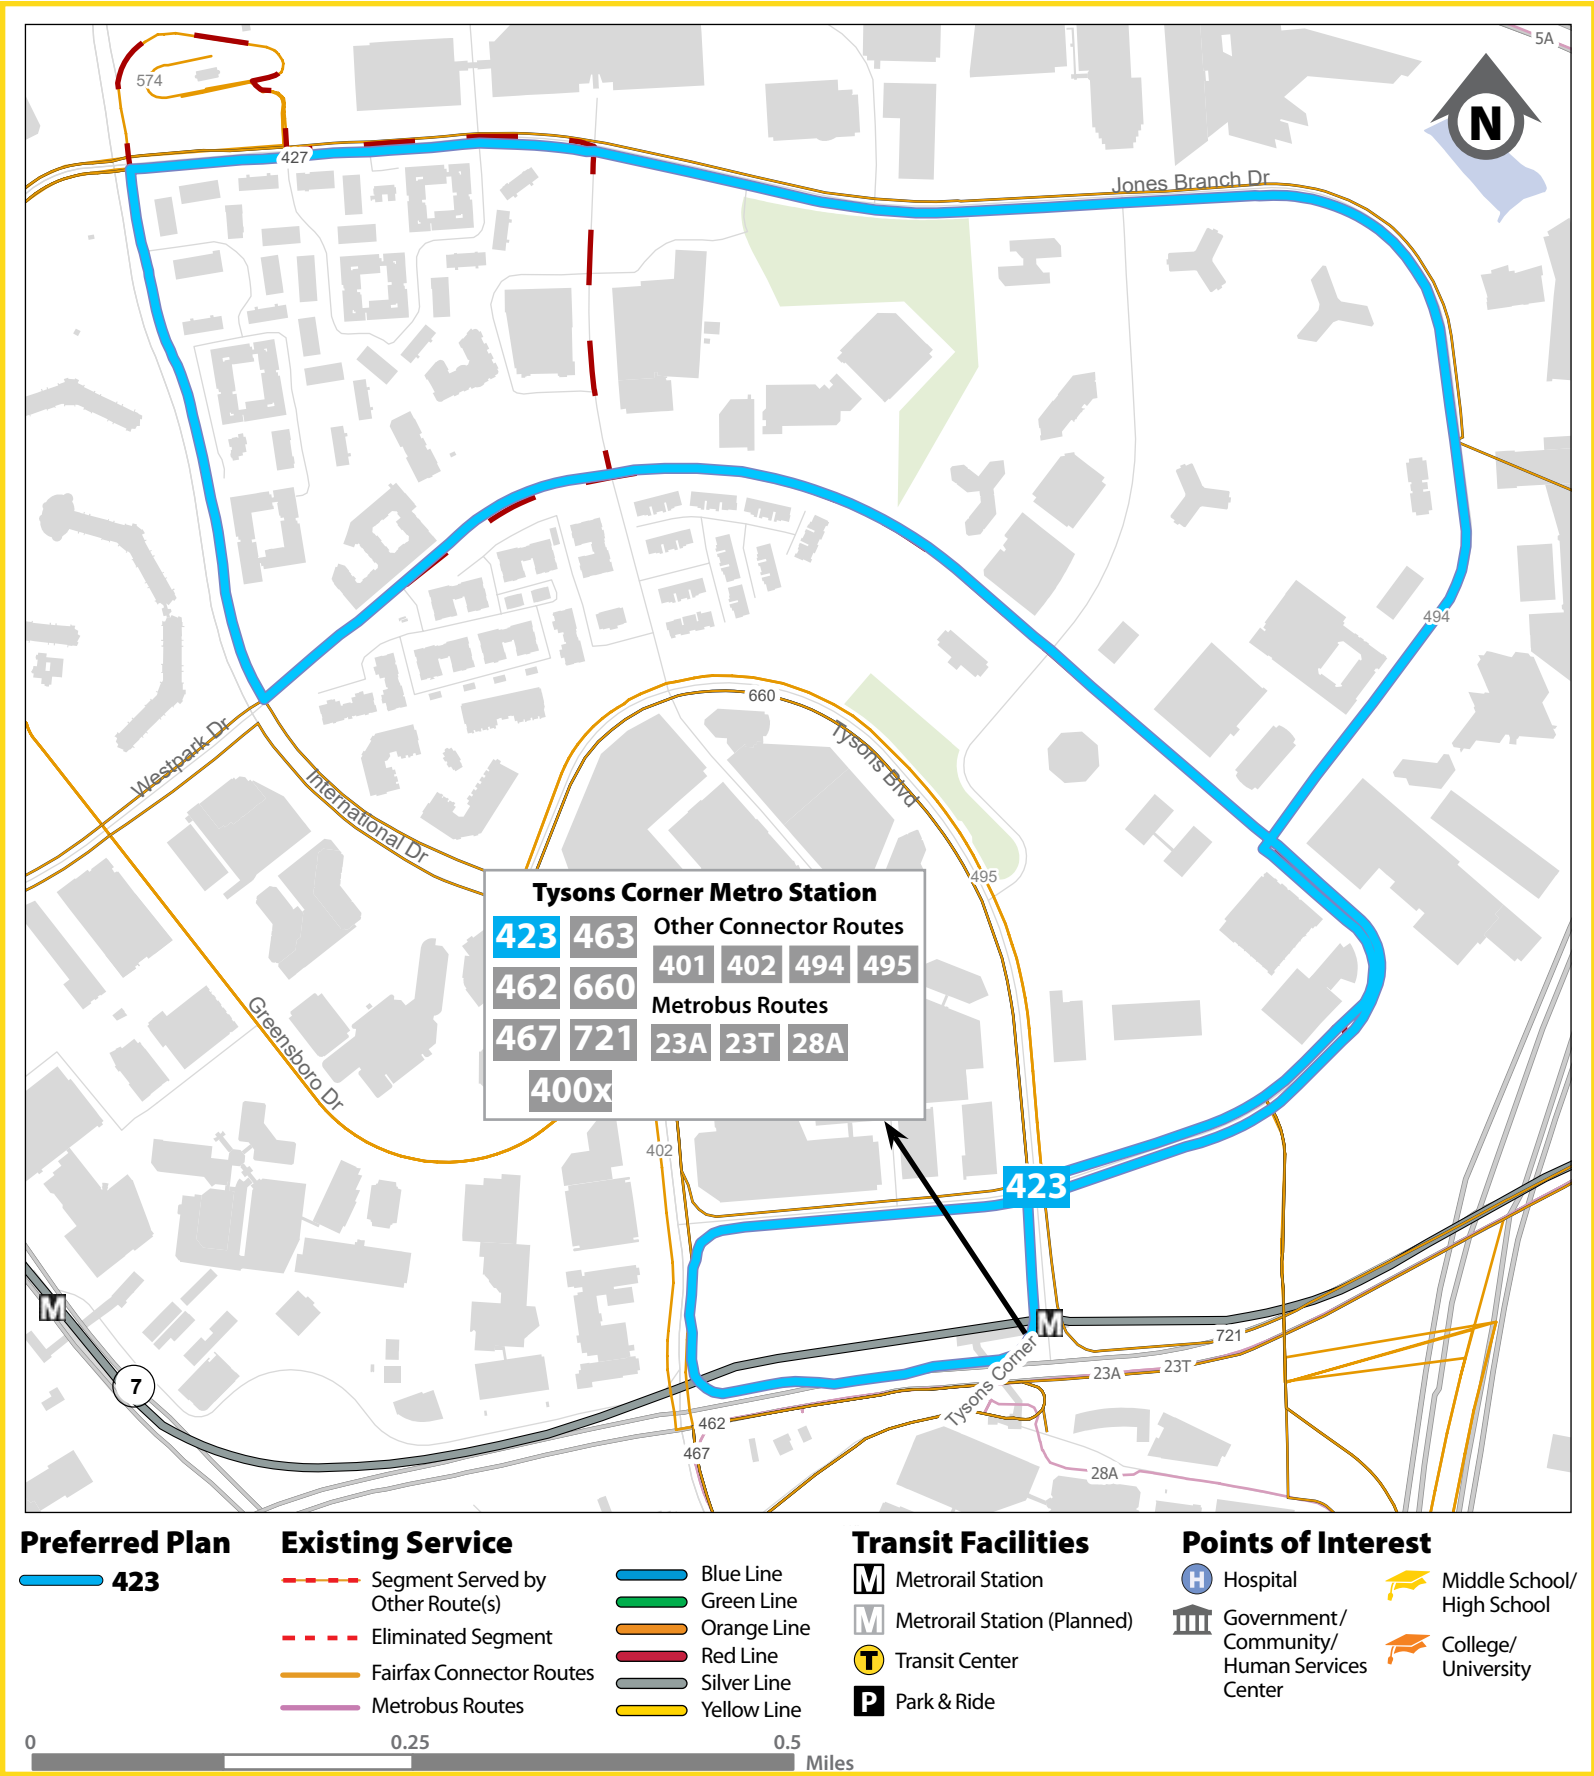 5A
574
N
427
Jones Branch Dr
494
660
Tysons Blvd
Westpark Dr
International Dr
495
Tysons Corner Metro Station
423 463
462 660
467 721
400x
Other Connector Routes
401 402 494 495
Metrobus Routes
23A 23T 28A
Greensboro Dr
402
423
M
M
721
7
Tysons Corner
23A
23T
462
467
28A
Preferred Plan
423
Existing Service
Segment Served by
Other Route(s)
Eliminated Segment
Fairfax Connector Routes
Metrobus Routes
Blue Line
Green Line
Orange Line
Red Line
Silver Line
Yellow Line
Transit Facilities
M Metrorail Station
M Metrorail Station (Planned)
T Transit Center
P Park & Ride
Points of Interest
H Hospital
Government/
Community/
Human Services
Center
Middle School/
High School
College/
University
0 0.25 0.5
Miles